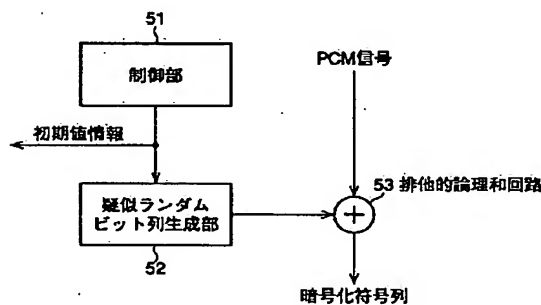 51
制御部
PCM信号
初期値情報
53 排他的論理和回路
疑似ランダム
ビット列生成部
52
暗号化符号列